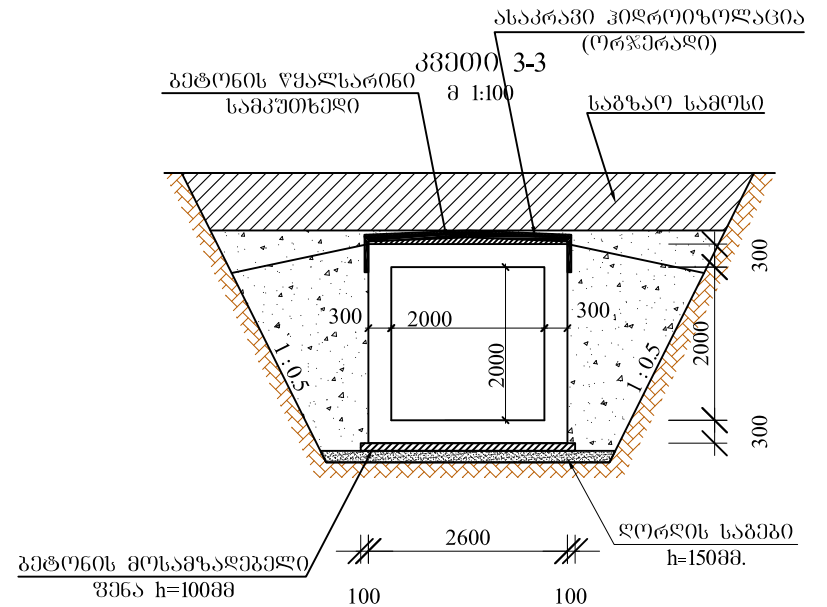 ასაკრავი ჰიდროიზოლაცია
(ორჯერადი)
კვეთი 3-3
მ 1:100
ბეტონის წყალსარინი
სამკუთხედი
საგზაო სამოსი
300
300
2000
300
2000
2000
1:0.5
1:0.5
300
2600
ღორღის საგები
h=150მმ.
ბეტონის მოსამზადებელი
ფენა h=100მმ
100
100